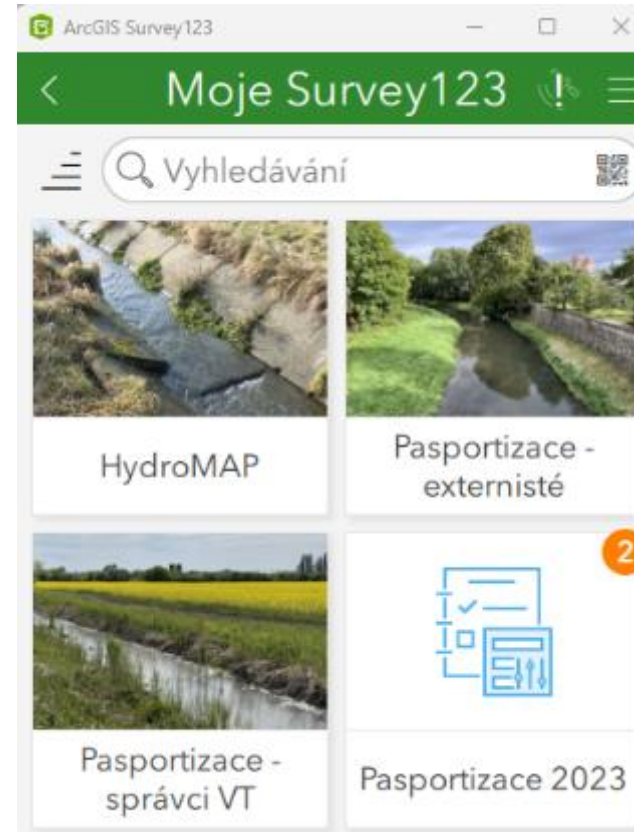 ArcGIS Survey123
Moje Survey123
Vyhledávání
HydroMAP
Pasportizace -
externisté
2
Pasportizace -
správci VT
Pasportizace 2023